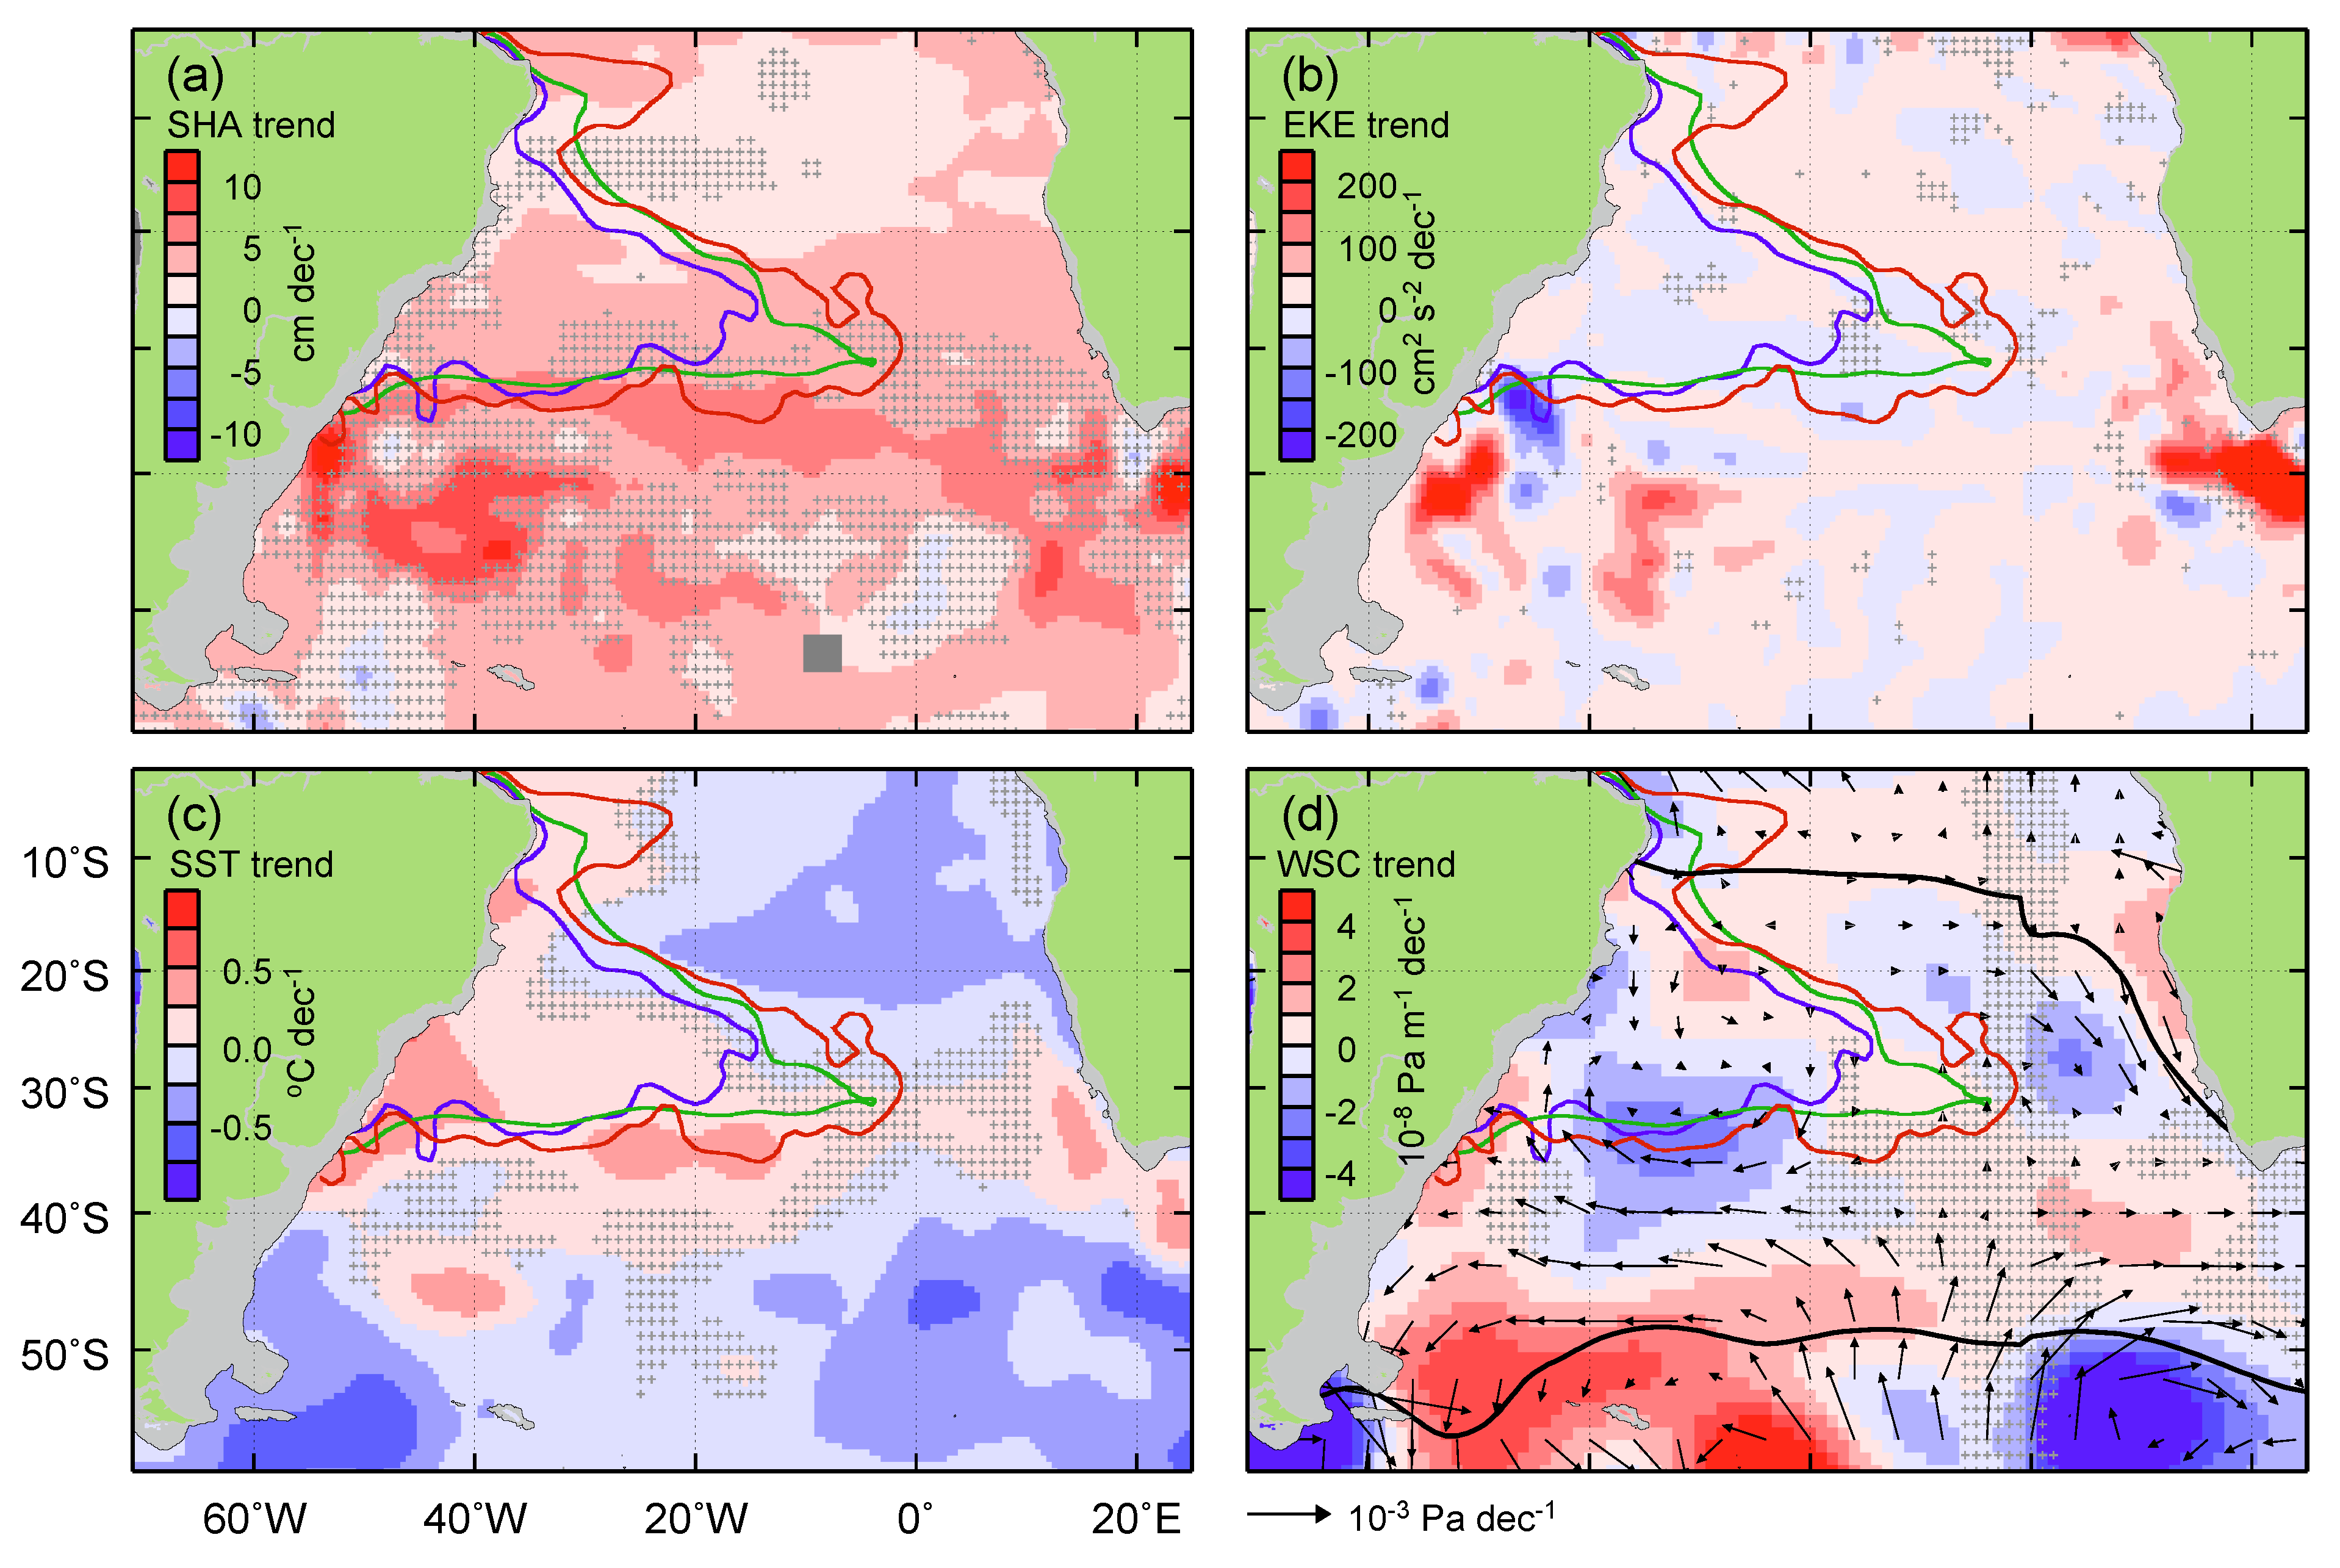 (a)
SHA trend
10
5
0
-5
-10
cm dec-1
(b)
EKE trend
200
100
0
-100
-200
cm2 s-2 dec-1
(c)
SST trend
0.5
0.0
-0.5
oC dec-1
10°S
20°S
30°S
40°S
50°S
60°W 40°W 20°W 0° 20°E
(d)
WSC trend
4
2
0
-2
-4
10-8 Pa m-1 dec-1
10-3 Pa dec-1